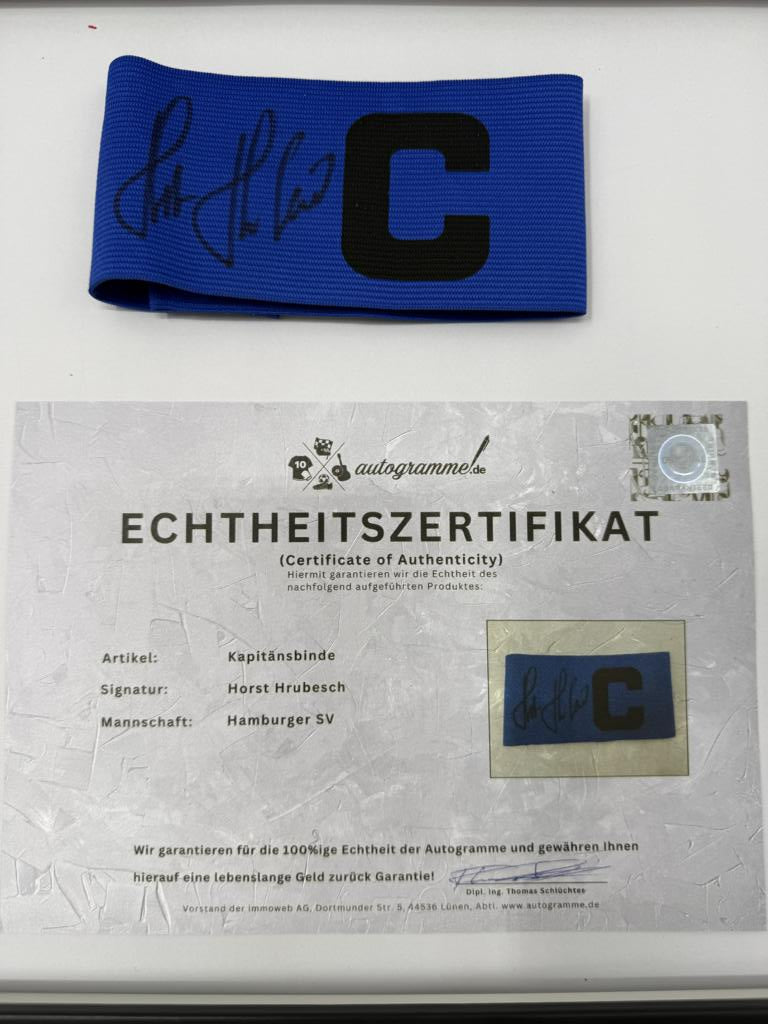 C
10
autogramme.de
ECHTHEITSZERTIFIKAT
(Certificate of Authenticity)
Hiermit garantieren wir die Echtheit des
nachfolgend aufgeführten Produktes:
Artikel: Kapitänsbinde
Signatur: Horst Hrubesch
Mannschaft: Hamburger SV
C
Wir garantieren für die 100%ige Echtheit der Autogramme und gewähren Ihnen
hierauf eine lebenslange Geld zurück Garantie!
Dipl. Ing. Thomas Schlüchter
Vorstand der immoweb AG, Dortmunder Str. 5, 44536 Lünen, Abtl. www.autogramme.de